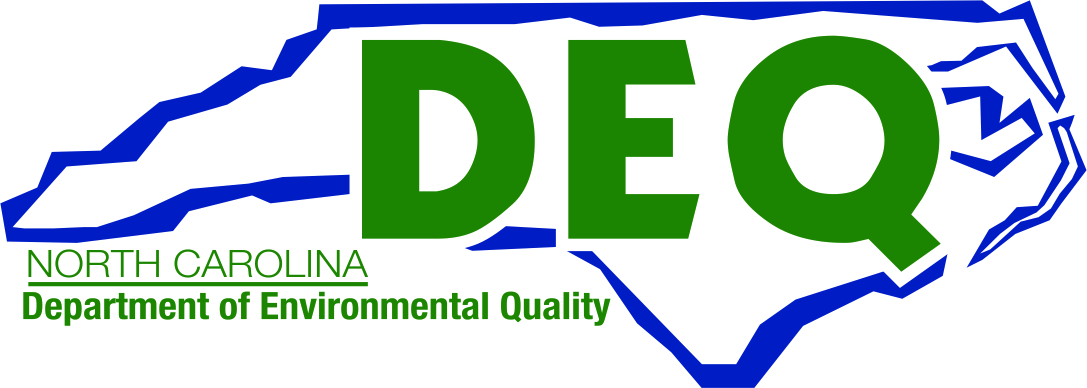 DEQ
NORTH CAROLINA
Department of Environmental Quality